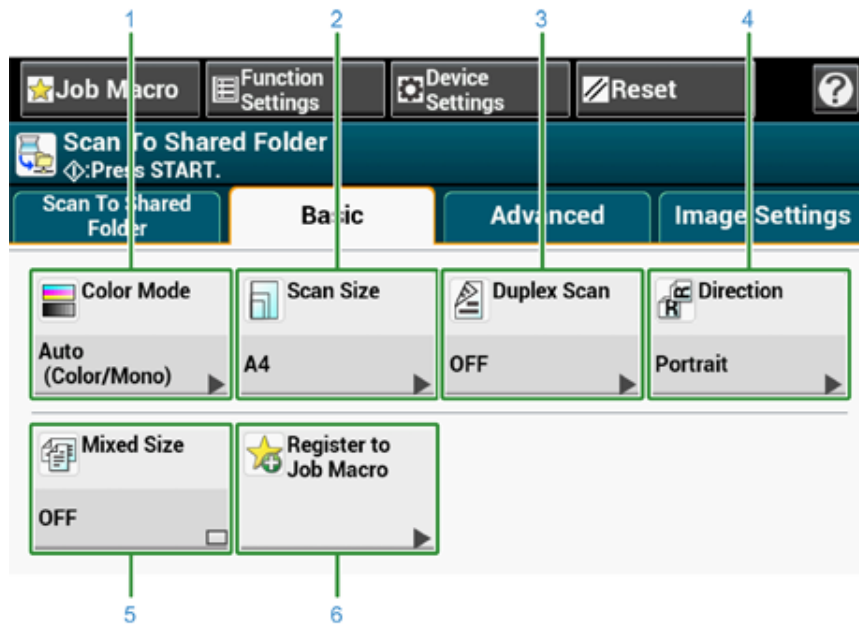 1 2 3 4
Job Macro
Function
Settings
Device
Settings
Reset
?
Scan To Shared Folder
:Press START.
Scan To Shared
Folder
Basic
Advanced
Image Settings
Color Mode
Auto
(Color/Mono)
Scan Size
A4
Duplex Scan
OFF
Direction
Portrait
Mixed Size
OFF
Register to
Job Macro
5 6